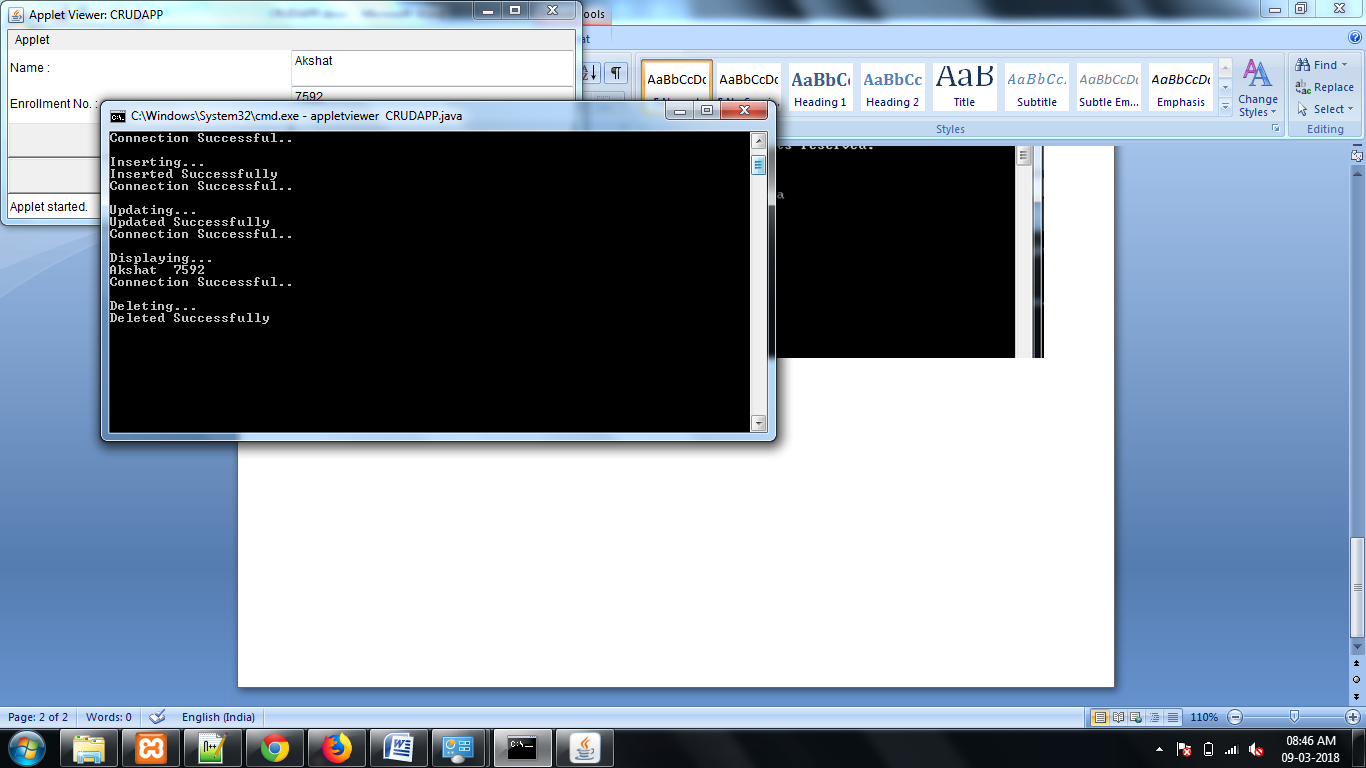 Applet Viewer: CRUDAPP
Applet
Name :
Akshat
Enrollment No. :
7592
Applet started.
C:\Windows\System32\cmd.exe - appletviewer  CRUDAPP.java
Connection Successful..
Inserting...
Inserted Successfully
Connection Successful..
Updating...
Updated Successfully
Connection Successful..
Displaying...
Akshat  7592
Connection Successful..
Deleting...
Deleted Successfully
AaBbCcDc AaBbCcDc AaBbCc AaBbCc AaB AaBbCc. AaBbCcDc AaBbCcDc
Heading 1 Heading 2 Title Subtitle Subtle Em... Emphasis
Change
Styles
Styles
Find
Replace
Select
Editing
reserved.
a
Page: 2 of 2 Words: 0 English (India)
110%
08:46 AM
09-03-2018